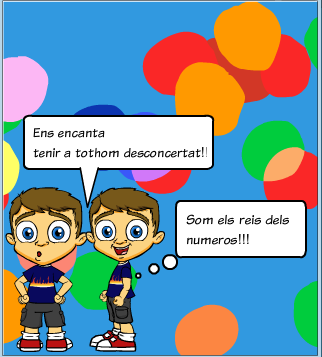 Ens encanta
tenir a tothom desconcertat!!
Som els reis dels
numeros!!!